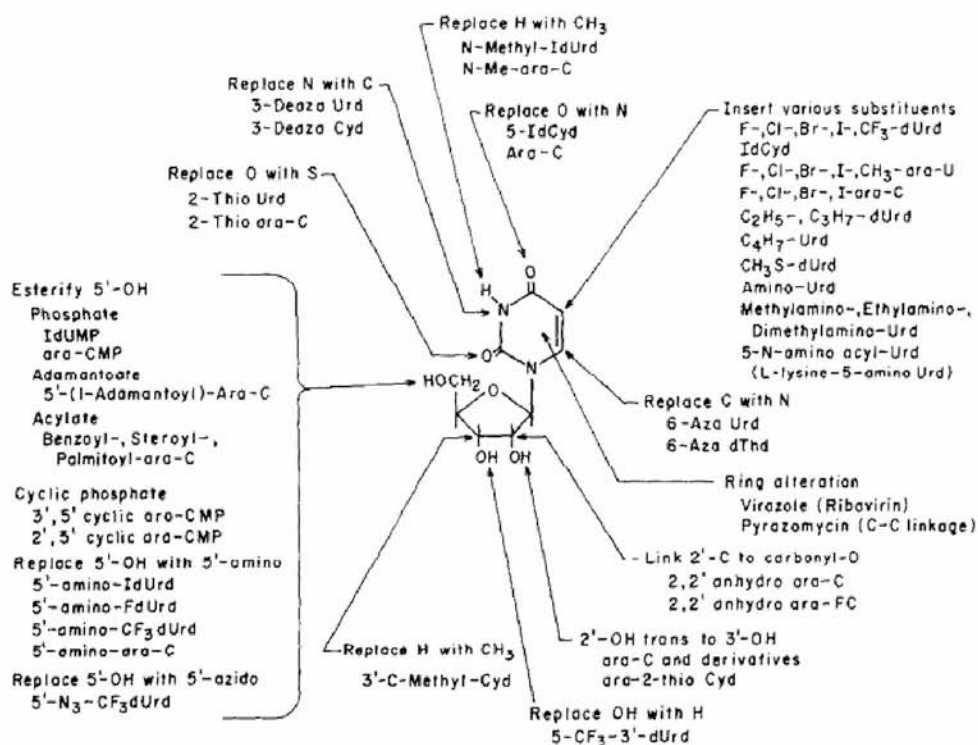 Replace H with CH3
N-Methyl-IdUrd
N-Me-ara-C
Replace N with C
3-Deaza Urd
3-Deaza Cyd
Replace O with N
5-IdCyd
Ara-C
Insert various substituents
F-,Cl-,Br-,I-,CF3-dUrd
IdCyd
F-,Cl-,Br-,I-,CH3-ara-U
F-,Cl-,Br-,I-ara-C
C2H5-, C3H7-dUrd
C4H7-Urd
CH3S-dUrd
Amino-Urd
Methylamino-,Ethylamino-,
Dimethylamino-Urd
5-N-amino acyl-Urd
(L-lysine-5-amino Urd)
Replace O with S
2-Thio Urd
2-Thio ara-C
Esterify 5'-OH
Phosphate
IdUMP
ara-CMP
Adamantoate
5'-(1-Adamantoyl)-Ara-C
Acylate
Benzoyl-, Steroyl-,
Palmitoyl-ara-C
Cyclic phosphate
3',5' cyclic ara-CMP
2',5' cyclic ara-CMP
Replace 5'-OH with 5'-amino
5'-amino-IdUrd
5'-amino-FdUrd
5'-amino-CF3dUrd
5'-amino-ara-C
Replace 5'-OH with 5'-azido
5'-N3-CF3dUrd
O
H
N
O
N
HOCH2
O
OH
OH
Replace C with N
6-Aza Urd
6-Aza dThd
Ring alteration
Virazole (Ribavirin)
Pyrazomycin (C-C linkage)
Link 2'-C to carbonyl-O
2,2' anhydro ara-C
2,2' anhydro ara-FC
2'-OH trans to 3'-OH
ara-C and derivatives
ara-2-thio Cyd
Replace H with CH3
3'-C-Methyl-Cyd
Replace OH with H
5-CF3-3'-dUrd